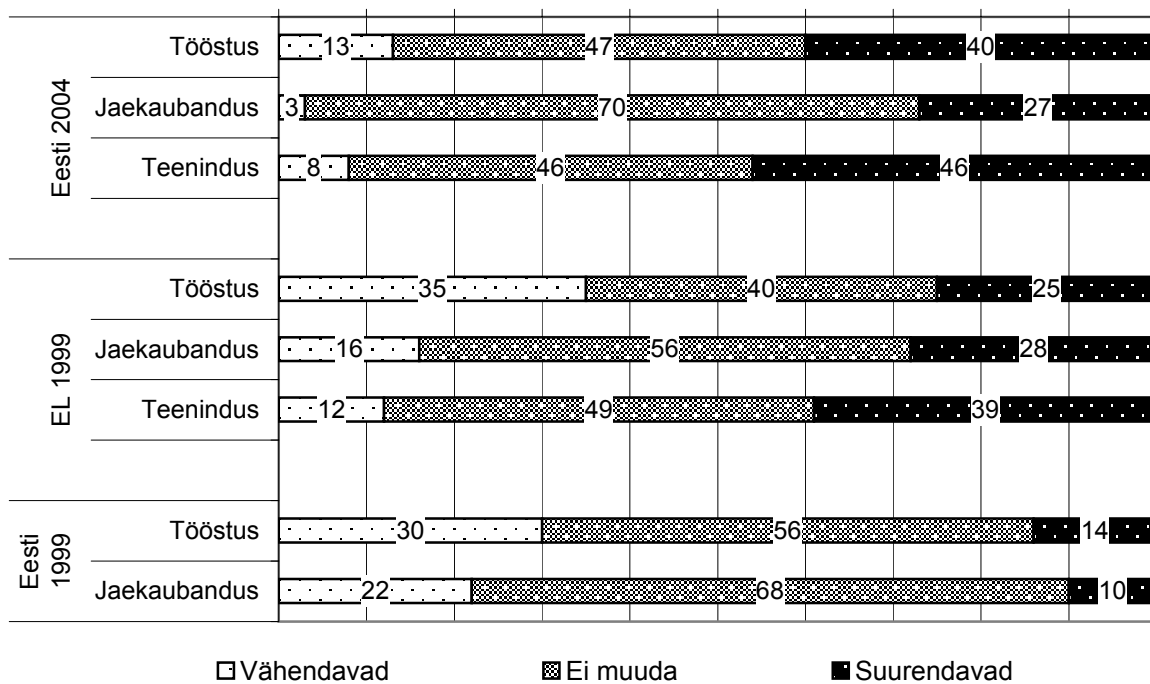 Eesti 2004
Tööstus 13 47 40
Jaekaubandus 3 70 27
Teenindus 8 46 46
EL 1999
Tööstus 35 40 25
Jaekaubandus 16 56 28
Teenindus 12 49 39
Eesti
1999
Tööstus 30 56 14
Jaekaubandus 22 68 10
Vähendavad Ei muuda Suurendavad